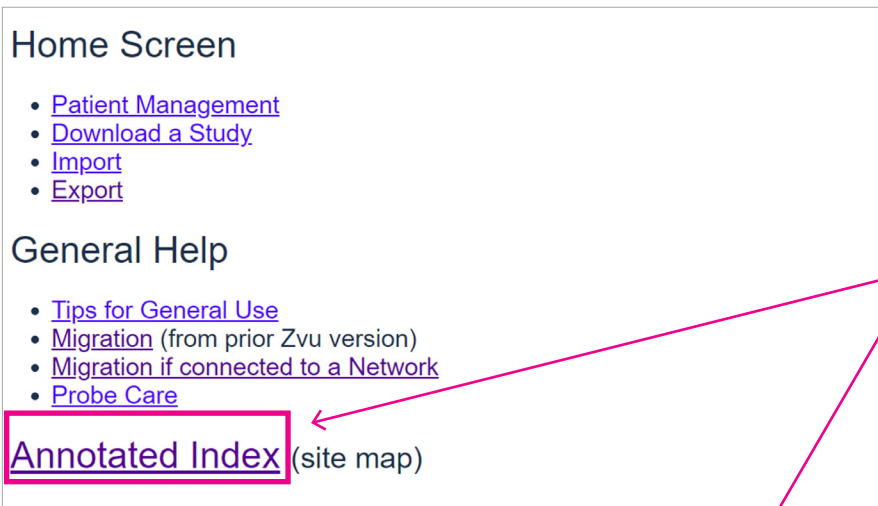 Home Screen
• Patient Management
• Download a Study
• Import
• Export
General Help
• Tips for General Use
• Migration (from prior Zvu version)
• Migration if connected to a Network
• Probe Care
Annotated Index (site map)